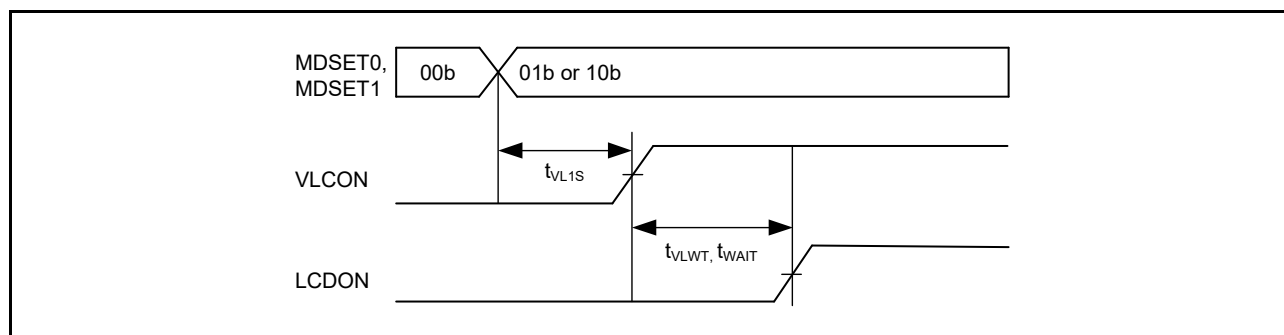 MDSET0,
MDSET1
00b
01b or 10b
tVL1S
VLCON
tVLWT, tWAIT
LCDON